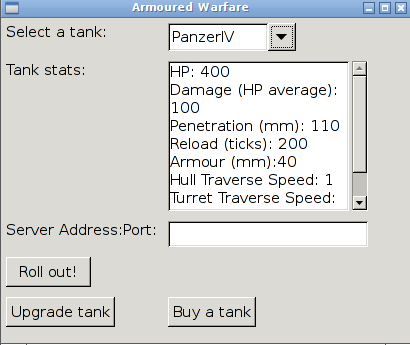 Armoured Warfare
Select a tank:
PanzerIV
Tank stats:
HP: 400
Damage (HP average):
100
Penetration (mm): 110
Reload (ticks): 200
Armour (mm):40
Hull Traverse Speed: 1
Turret Traverse Speed:
Server Address:Port:
Roll out!
Upgrade tank
Buy a tank